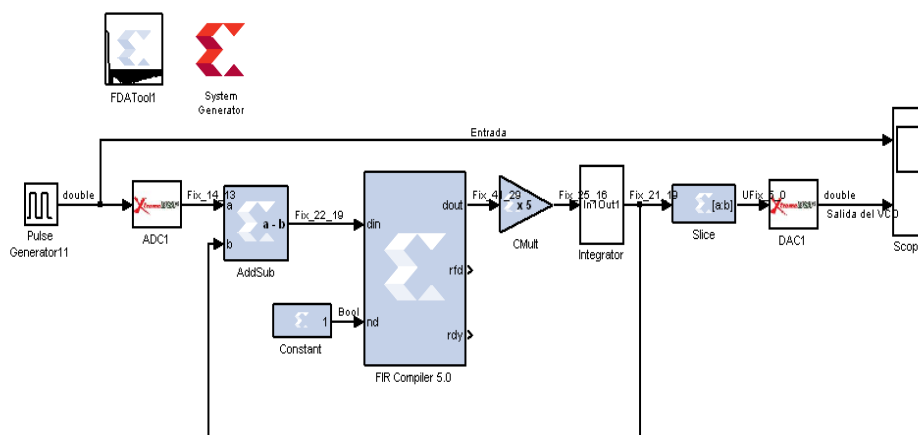 FDATool1
System
Generator
Entrada
double
Fix_14_13
Fix_22_19
Fix_41_29
Fix_25_16
Fix_21_19
UFix_5_0
double
Salida del VCO
Pulse
Generator11
ADC1
a
b
a - b
AddSub
din
nd
dout
rfd
rdy
FIR Compiler 5.0
Bool
1
Constant
x 5
CMult
In1Out1
Integrator
[a:b]
Slice
DAC1
Scop